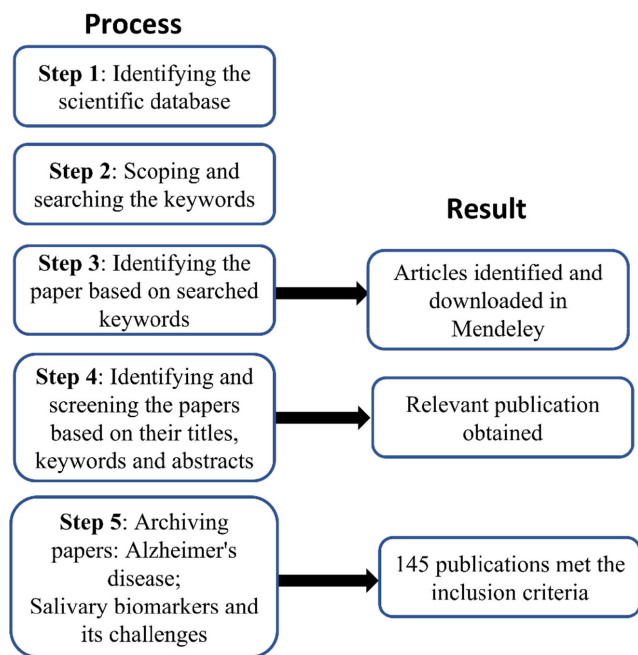 Process
Step 1: Identifying the
scientific database
Step 2: Scoping and
searching the keywords
Result
Step 3: Identifying the
paper based on searched
keywords
Articles identified and
downloaded in
Mendeley
Step 4: Identifying and
screening the papers
based on their titles,
keywords and abstracts
Relevant publication
obtained
Step 5: Archiving
papers: Alzheimer's
disease;
Salivary biomarkers and
its challenges
145 publications met the
inclusion criteria